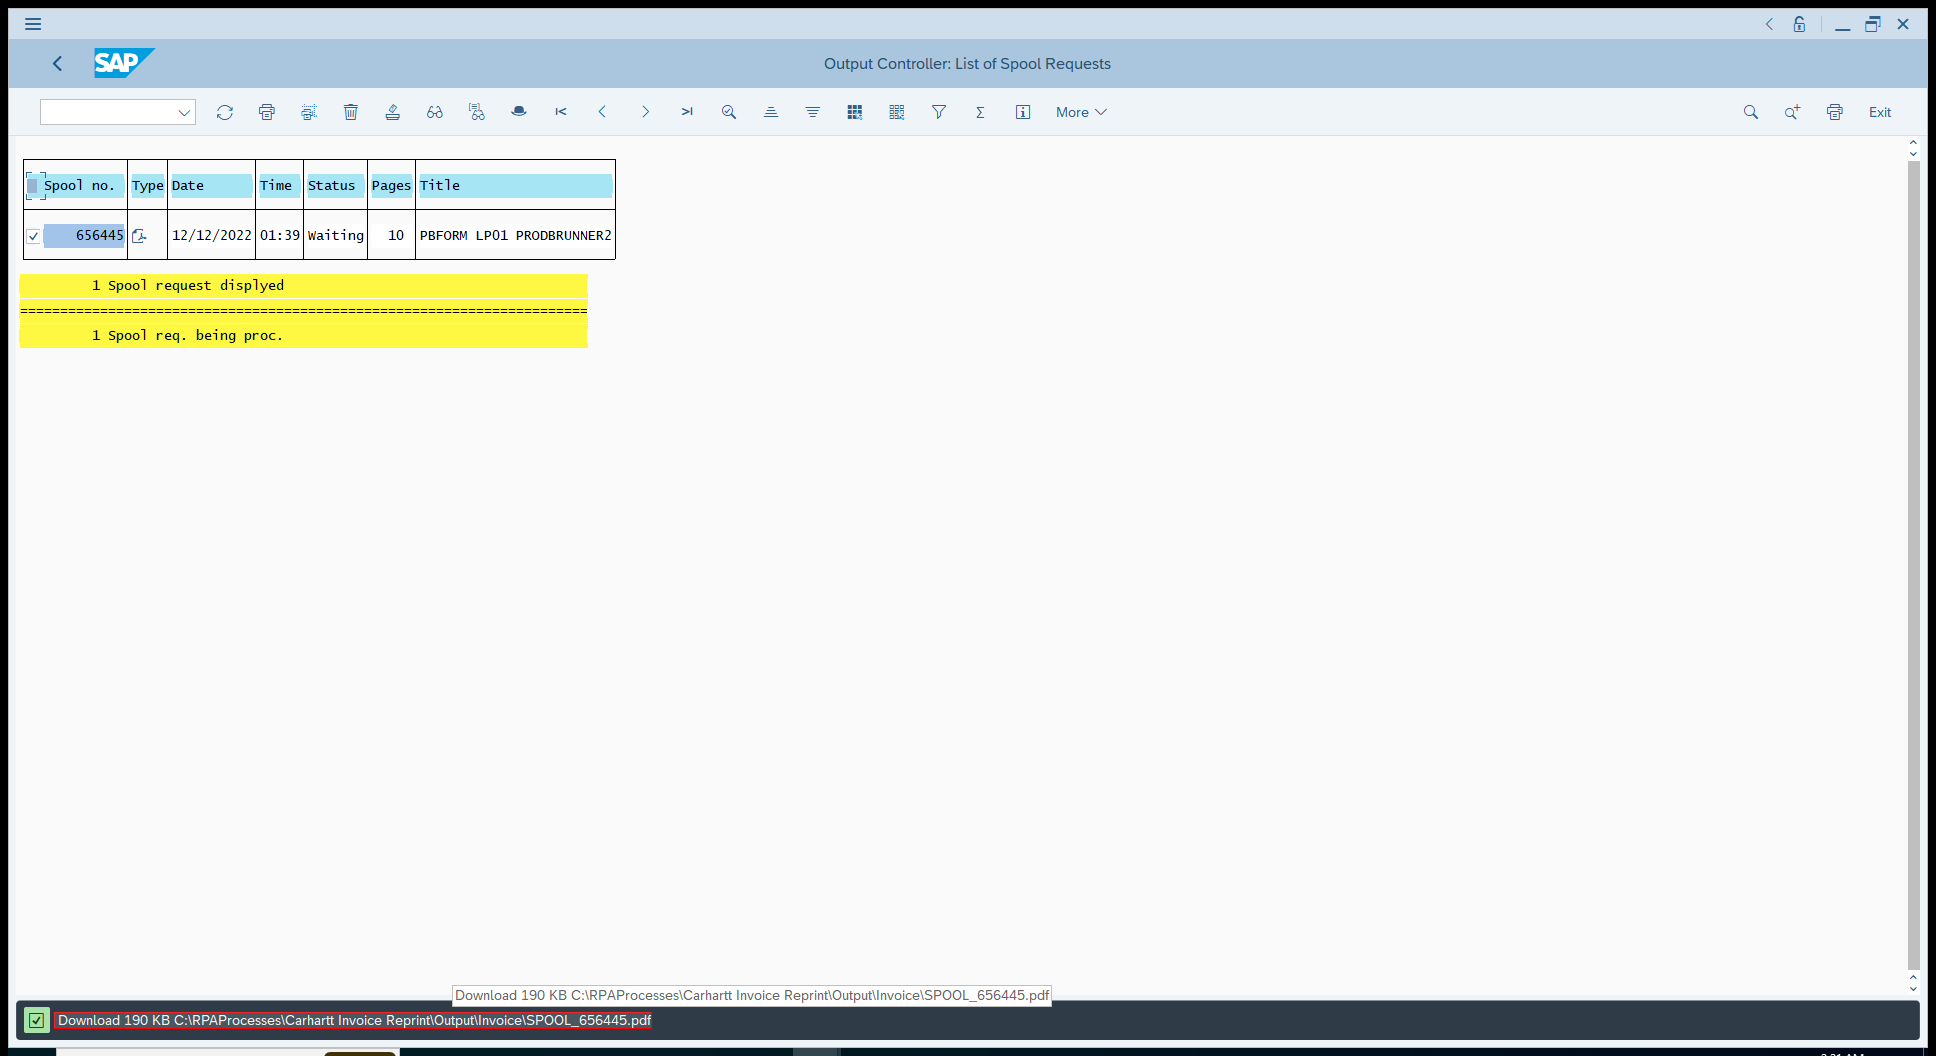 SAP
Output Controller: List of Spool Requests
More
Exit
Spool no. Type Date Time Status Pages Title
656445 12/12/2022 01:39 Waiting 10 PBFORM LP01 PRODBRUNNER2
1 Spool request displyed
=======================================================================
1 Spool req. being proc.
Download 190 KB C:\RPAProcesses\Carhartt Invoice Reprint\Output\Invoice\SPOOL_656445.pdf
Download 190 KB C:\RPAProcesses\Carhartt Invoice Reprint\Output\Invoice\SPOOL_656445.pdf